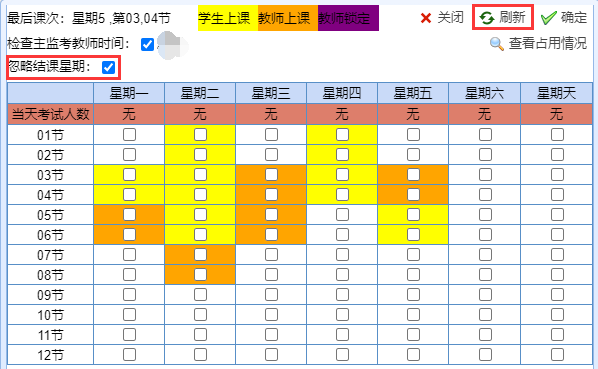 最后课次：星期5 ,第03,04节 学生上课 教师上课 教师锁定 关闭 刷新 确定
检查主监考教师时间： 查看占用情况
忽略结课星期：
星期一 星期二 星期三 星期四 星期五 星期六 星期天
当天考试人数 无 无 无 无 无 无 无
01节
02节
03节
04节
05节
06节
07节
08节
09节
10节
11节
12节